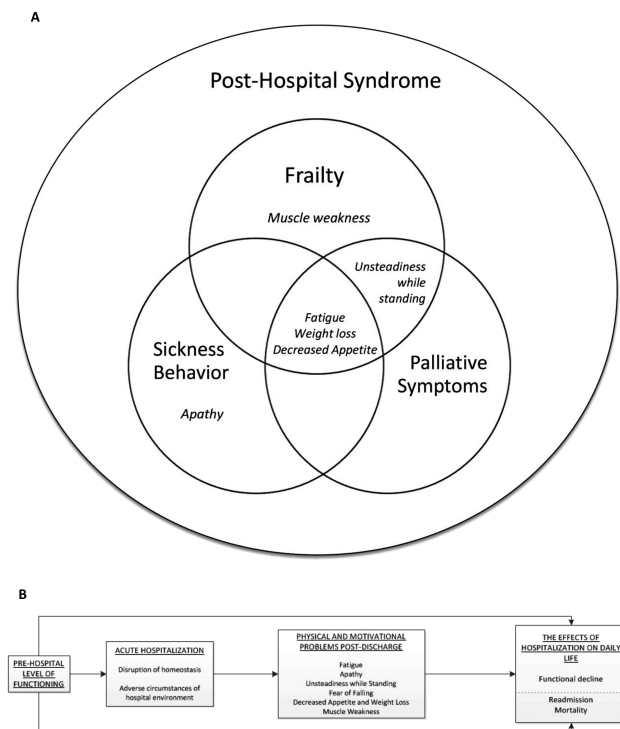 A
Post-Hospital Syndrome
Frailty
Muscle weakness
Unsteadiness
while
standing
Fatigue
Weight loss
Decreased Appetite
Sickness
Behavior
Apathy
Palliative
Symptoms
B
PRE-HOSPITAL
LEVEL OF
FUNCTIONING
ACUTE HOSPITALIZATION
Disruption of homeostasis
Adverse circumstances of
hospital environment
PHYSICAL AND MOTIVATIONAL
PROBLEMS POST-DISCHARGE
Fatigue
Apathy
Unsteadiness while Standing
Fear of Falling
Decreased Appetite and Weight Loss
Muscle Weakness
THE EFFECTS OF
HOSPITALIZATION ON DAILY
LIFE
Functional decline
Readmission
Mortality